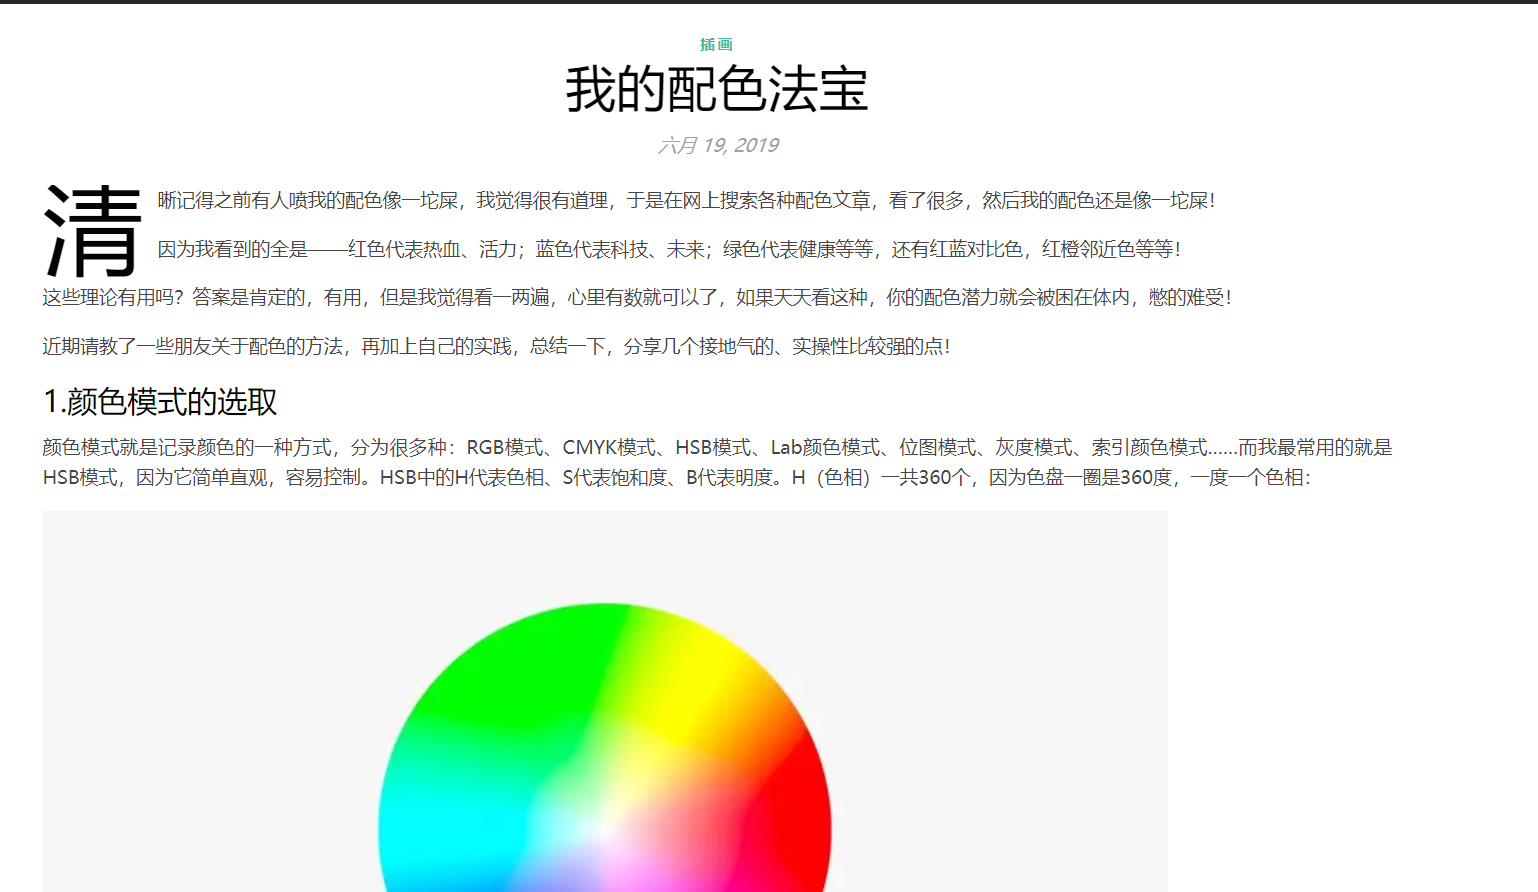 插画
我的配色法宝
六月 19, 2019
清晰记得之前有人喷我的配色像一坨屎，我觉得很有道理，于是在网上搜索各种配色文章，看了很多，然后我的配色还是像一坨屎！
因为我看到的全是——红色代表热血、活力；蓝色代表科技、未来；绿色代表健康等等，还有红蓝对比色，红橙邻近色等等！
这些理论有用吗？答案是肯定的，有用，但是我觉得看一两遍，心里有数就可以了，如果天天看这种，你的配色潜力就会被困在体内，憋的难受！
近期请教了一些朋友关于配色的方法，再加上自己的实践，总结一下，分享几个接地气的、实操性比较强的点！
1.颜色模式的选取
颜色模式就是记录颜色的一种方式，分为很多种：RGB模式、CMYK模式、HSB模式、Lab颜色模式、位图模式、灰度模式、索引颜色模式……而我最常用的就是
HSB模式，因为它简单直观，容易控制。HSB中的H代表色相、S代表饱和度、B代表明度。H（色相）一共360个，因为色盘一圈是360度，一度一个色相：